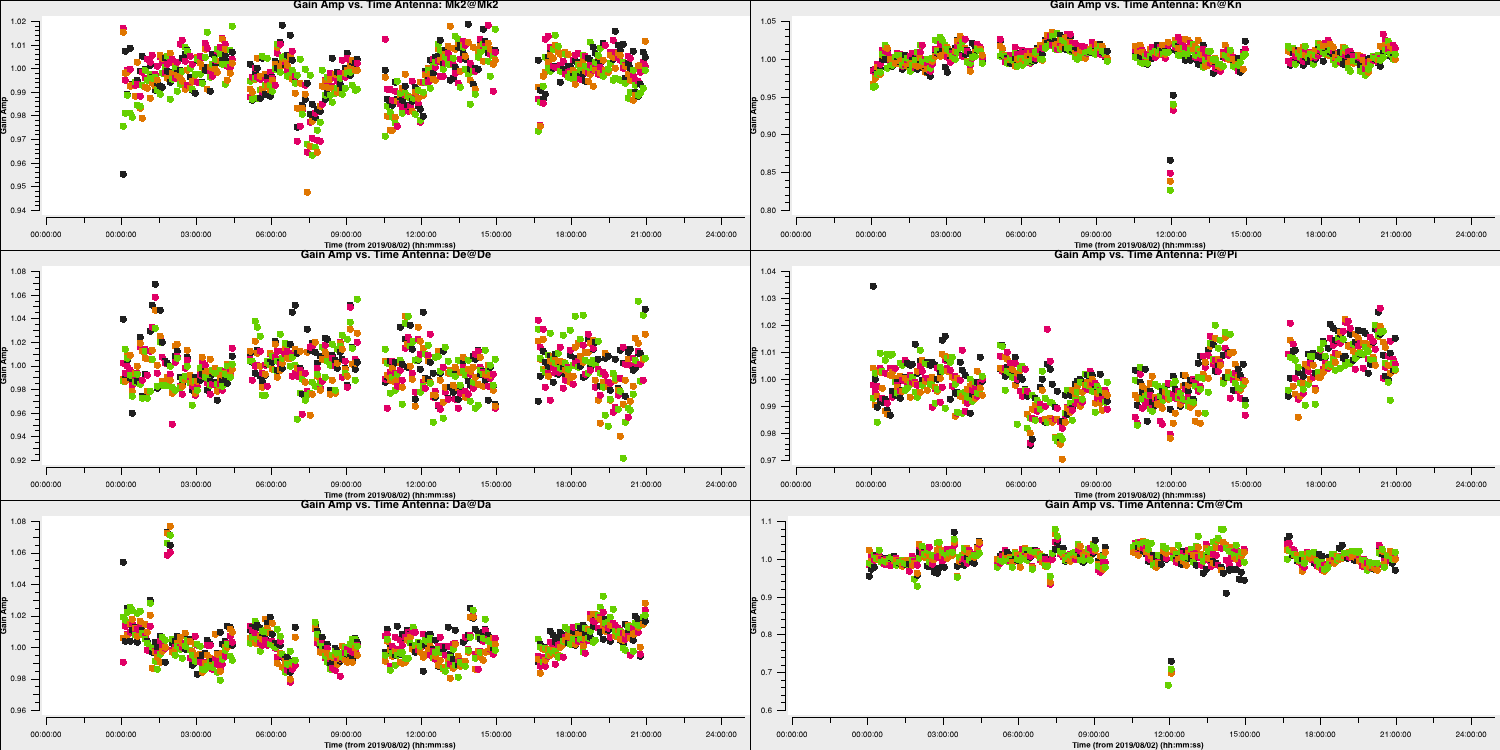 Gain Amp vs. Time Antenna: Mk2@Mk2
Gain Amp
1.02
1.01
1.00
0.99
0.98
0.97
0.96
0.95
0.94
00:00:00 00:00:00 03:00:00 06:00:00 09:00:00 12:00:00 15:00:00 18:00:00 21:00:00 24:00:00
Time (from 2019/08/02) (hh:mm:ss)
Gain Amp vs. Time Antenna: Kn@Kn
Gain Amp
1.05
1.00
0.95
0.90
0.85
0.80
00:00:00 00:00:00 03:00:00 06:00:00 09:00:00 12:00:00 15:00:00 18:00:00 21:00:00 24:00:00
Time (from 2019/08/02) (hh:mm:ss)
Gain Amp vs. Time Antenna: De@De
Gain Amp
1.08
1.06
1.04
1.02
1.00
0.98
0.96
0.94
0.92
00:00:00 00:00:00 03:00:00 06:00:00 09:00:00 12:00:00 15:00:00 18:00:00 21:00:00 24:00:00
Time (from 2019/08/02) (hh:mm:ss)
Gain Amp vs. Time Antenna: Pi@Pi
Gain Amp
1.04
1.03
1.02
1.01
1.00
0.99
0.98
0.97
00:00:00 00:00:00 03:00:00 06:00:00 09:00:00 12:00:00 15:00:00 18:00:00 21:00:00 24:00:00
Time (from 2019/08/02) (hh:mm:ss)
Gain Amp vs. Time Antenna: Da@Da
Gain Amp
1.08
1.06
1.04
1.02
1.00
0.98
0.96
00:00:00 00:00:00 03:00:00 06:00:00 09:00:00 12:00:00 15:00:00 18:00:00 21:00:00 24:00:00
Time (from 2019/08/02) (hh:mm:ss)
Gain Amp vs. Time Antenna: Cm@Cm
Gain Amp
1.1
1.0
0.9
0.8
0.7
0.6
00:00:00 00:00:00 03:00:00 06:00:00 09:00:00 12:00:00 15:00:00 18:00:00 21:00:00 24:00:00
Time (from 2019/08/02) (hh:mm:ss)